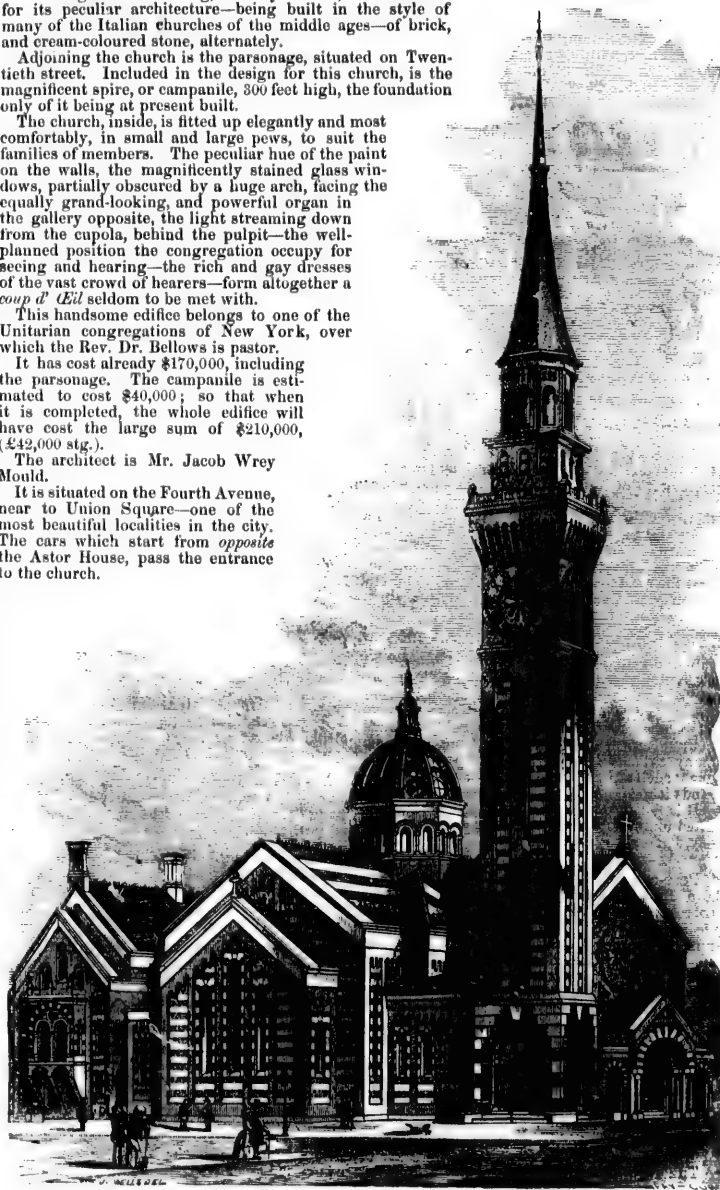 for its peculiar architecture—being built in the style of
many of the Italian churches of the middle ages—of brick,
and cream-coloured stone, alternately.
Adjoining the church is the parsonage, situated on Twen-
tieth street. Included in the design for this church, is the
magnificent spire, or campanile, 300 feet high, the foundation
only of it being at present built.
The church, inside, is fitted up elegantly and most
comfortably, in small and large pews, to suit the
families of members. The peculiar hue of the paint
on the walls, the magnificently stained glass win-
dows, partially obscured by a huge arch, facing the
equally grand-looking, and powerful organ in
the gallery opposite, the light streaming down
from the cupola, behind the pulpit—the well-
planned position the congregation occupy for
seeing and hearing—the rich and gay dresses
of the vast crowd of hearers—form altogether a
coup d' Œil seldom to be met with.
This handsome edifice belongs to one of the
Unitarian congregations of New York, over
which the Rev. Dr. Bellows is pastor.
It has cost already $170,000, including
the parsonage. The campanile is esti-
mated to cost $40,000; so that when
it is completed, the whole edifice will
have cost the large sum of $210,000,
(£42,000 stg.).
The architect is Mr. Jacob Wrey
Mould.
It is situated on the Fourth Avenue,
near to Union Square—one of the
most beautiful localities in the city.
The cars which start from opposite
the Astor House, pass the entrance
to the church.